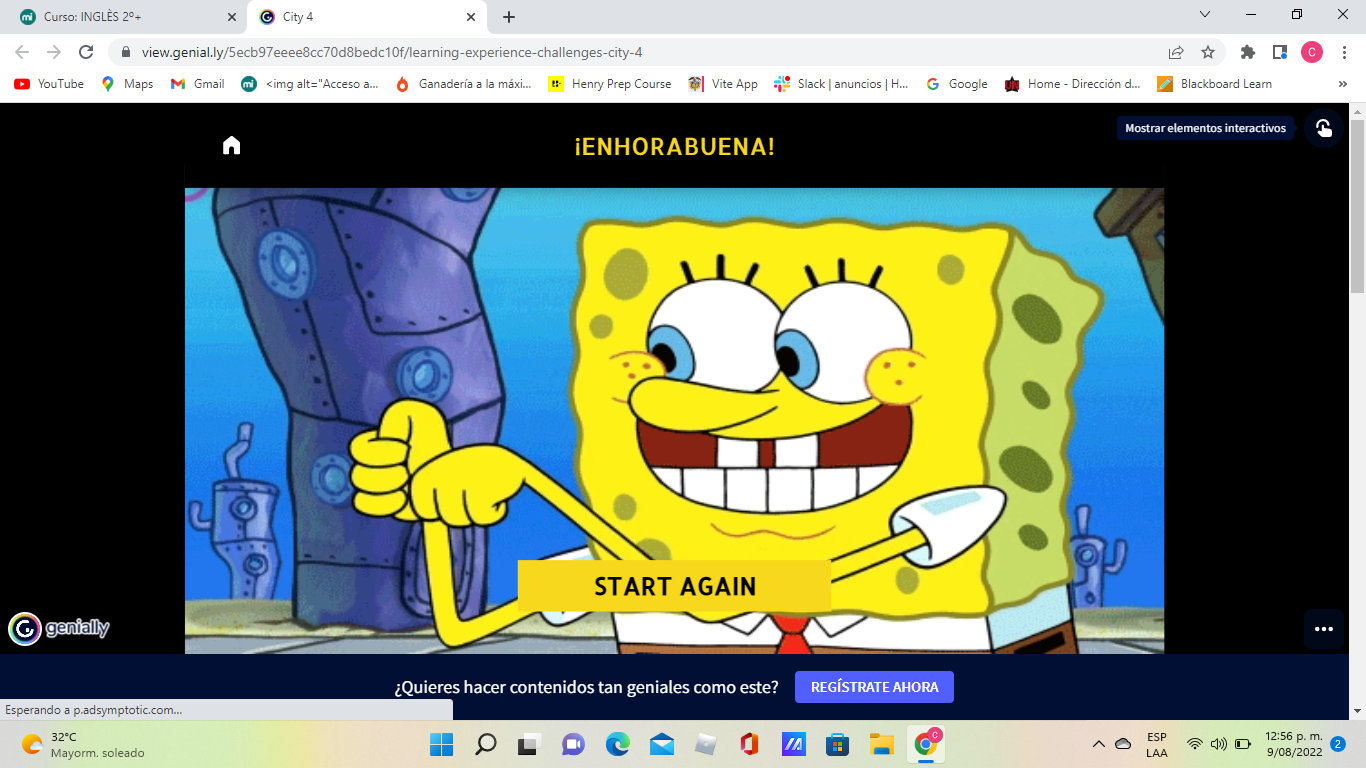 Curso: INGLÈS 2º+
City 4
view.genial.ly/5ecb97eeee8cc70d8bedc10f/learning-experience-challenges-city-4
C
YouTube
Maps
Gmail
<img alt="Acceso a...
Ganadería a la máxi...
Henry Prep Course
Vite App
Slack | anuncios | H...
Google
Home - Dirección d...
Blackboard Learn
»
¡ENHORABUENA!
Mostrar elementos interactivos
START AGAIN
genially
¿Quieres hacer contenidos tan geniales como este?
REGÍSTRATE AHORA
Esperando a p.adsymptotic.com...
32°C
Mayorm. soleado
C
ESP
LAA
12:56 p. m.
9/08/2022
2